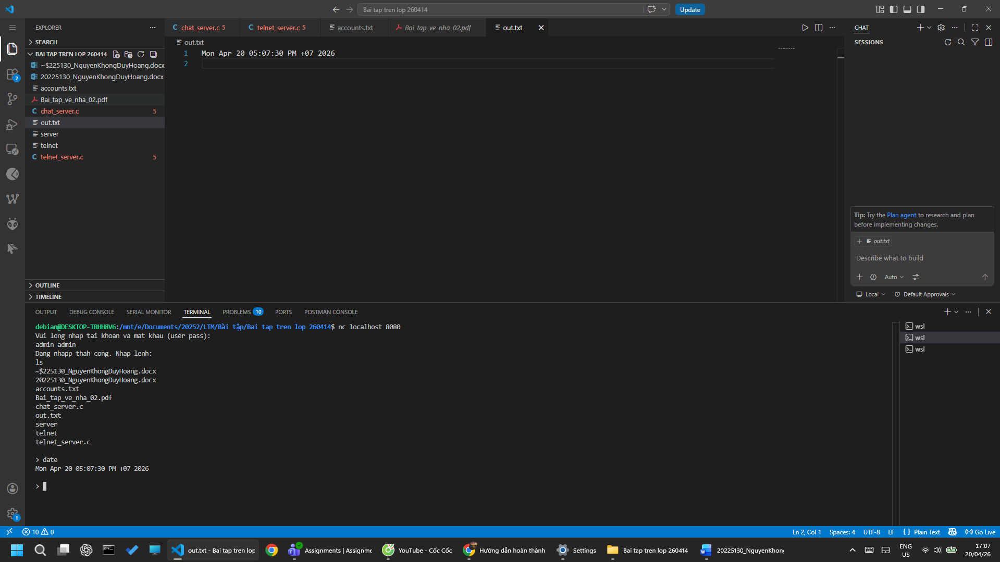 Bai tap tren lop 260414
Update
EXPLORER
SEARCH
BAI TAP TREN LOP 260414
~$225130_NguyenKhongDuyHoang.docx
20225130_NguyenKhongDuyHoang.docx
accounts.txt
Bai_tap_ve_nha_02.pdf
chat_server.c 5
out.txt
server
telnet
telnet_server.c 5
OUTLINE
TIMELINE
2
1
chat_server.c 5
telnet_server.c 5
accounts.txt
Bai_tap_ve_nha_02.pdf
out.txt
out.txt
1 Mon Apr 20 05:07:30 PM +07 2026
2
CHAT
SESSIONS
Tip: Try the Plan agent to research and plan
before implementing changes.
out.txt
Describe what to build
Auto
Local
Default Approvals
OUTPUT
DEBUG CONSOLE
SERIAL MONITOR
TERMINAL
PROBLEMS 10
PORTS
POSTMAN CONSOLE
debian@DESKTOP-TRHH8V6:/mnt/e/Documents/20252/LTM/Bài tập/Bai tap tren lop 260414$ nc localhost 8080
Vui long nhap tai khoan va mat khau (user pass):
admin admin
Dang nhapp thah cong. Nhap lenh:
ls
~$225130_NguyenKhongDuyHoang.docx
20225130_NguyenKhongDuyHoang.docx
accounts.txt
Bai_tap_ve_nha_02.pdf
chat_server.c
out.txt
server
telnet
telnet_server.c
> date
Mon Apr 20 05:07:30 PM +07 2026
>
wsl
wsl
wsl
10 0
Ln 2, Col 1
Spaces: 4
UTF-8
LF
{ } Plain Text
Go Live
out.txt - Bai tap tren lop
Assignments | Assignme
YouTube - Cốc Cốc
Hướng dẫn hoàn thành
Settings
Bai tap tren lop 260414
20225130_NguyenKhon
ENG
US
17:07
20/04/26